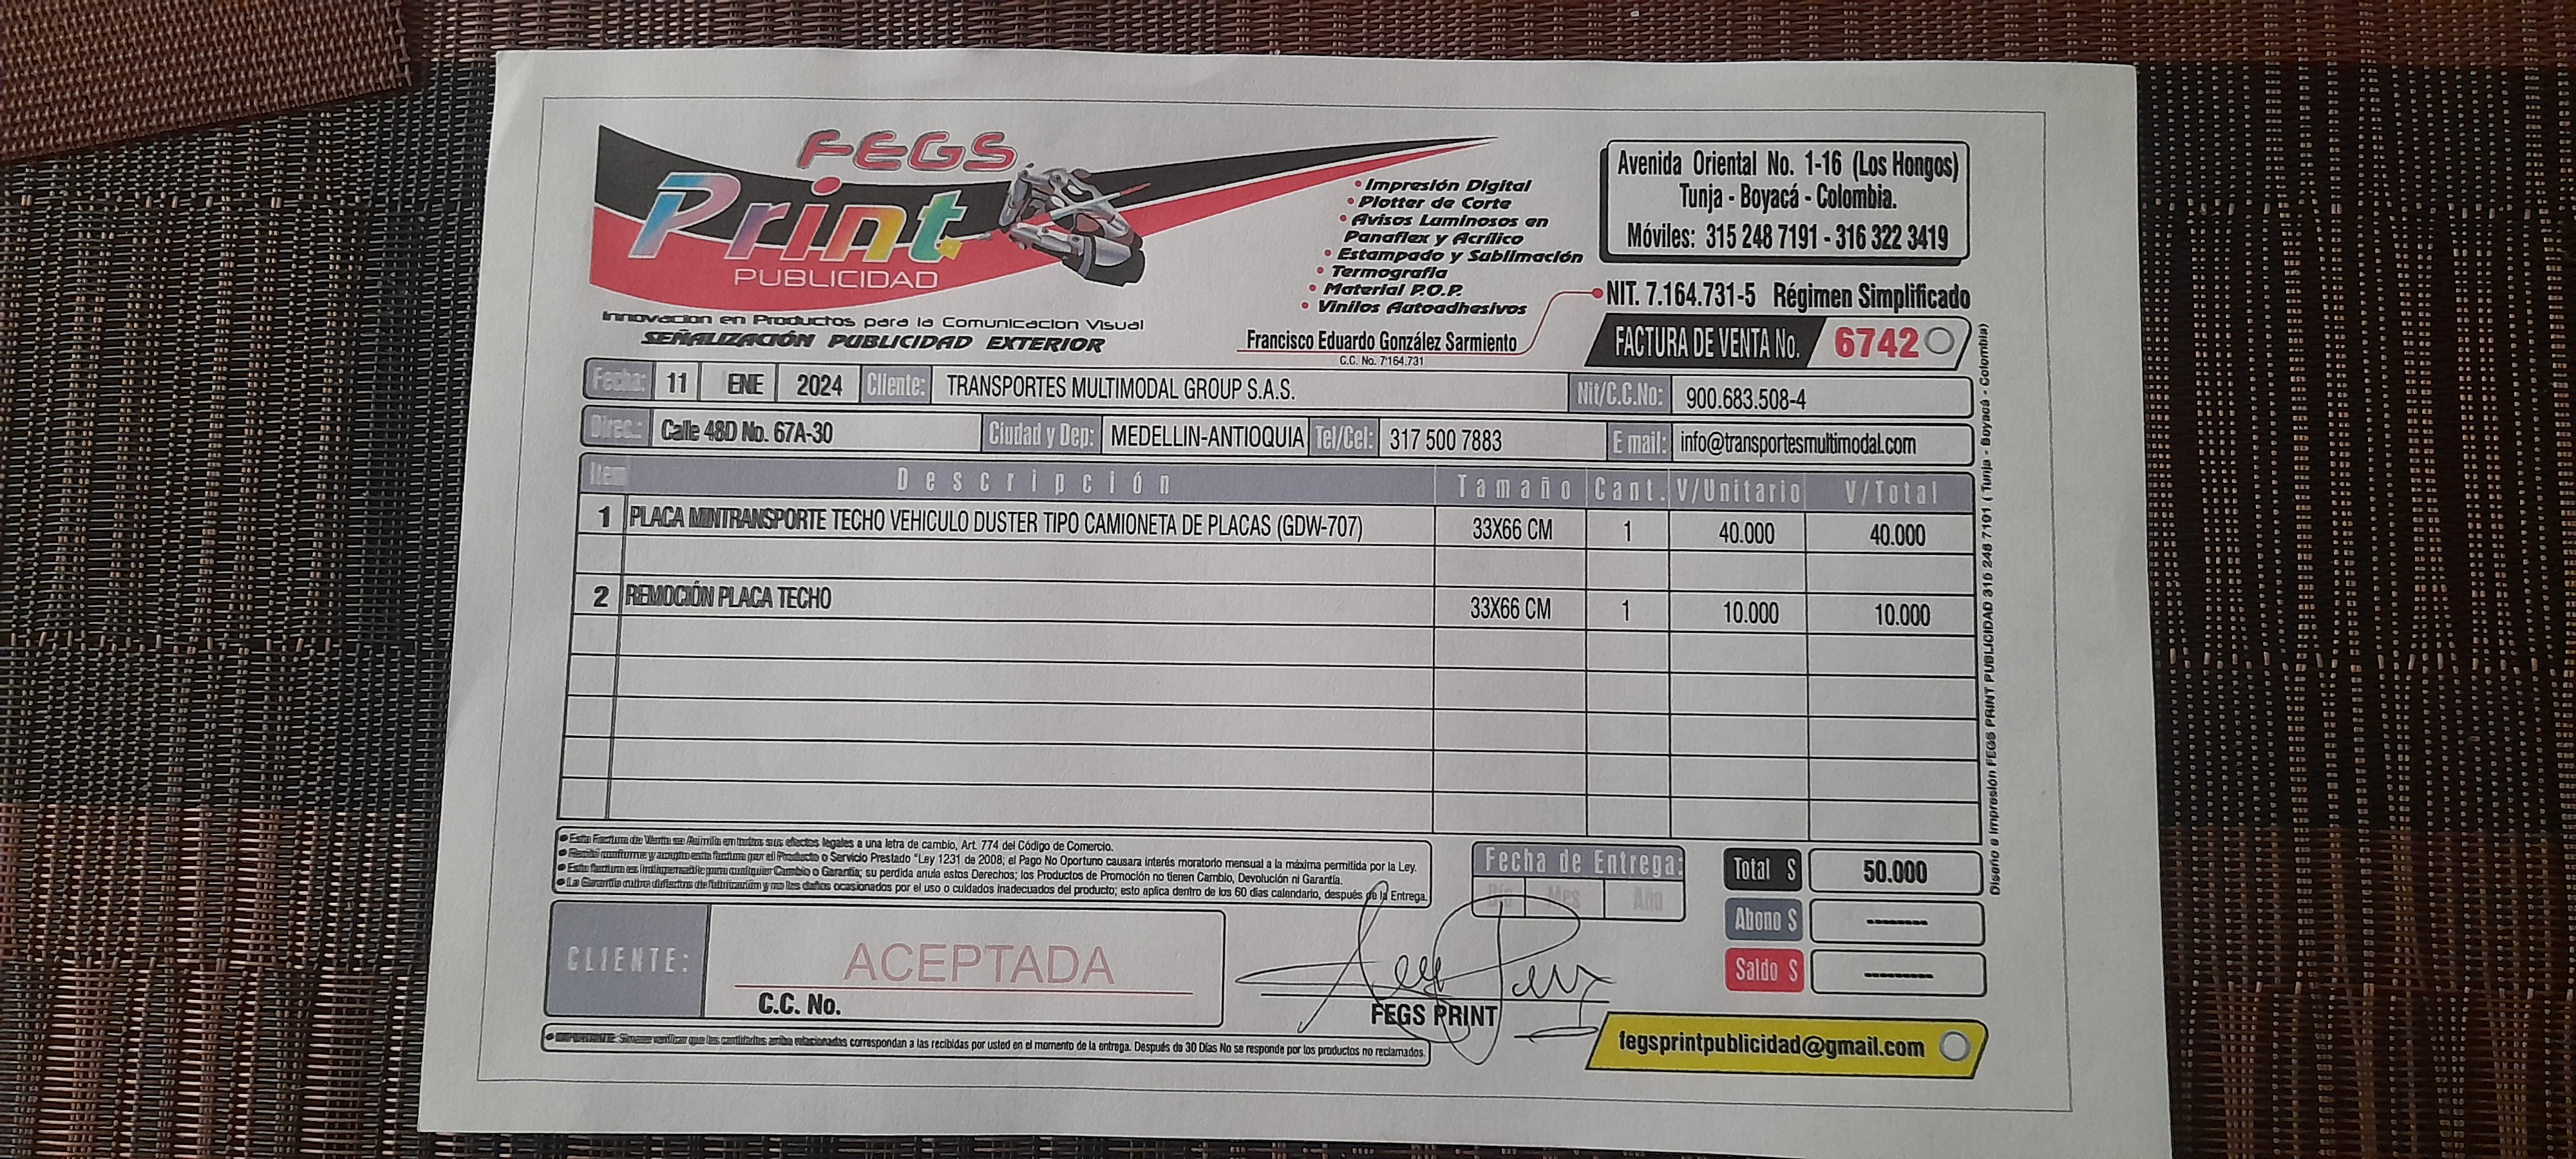 FEGS
Print
PUBLICIDAD
Innovacion en Productos para la Comunicacion Visual
SEÑALIZACIÓN PUBLICIDAD EXTERIOR
• Impresión Digital
• Plotter de Corte
• Avisos Luminosos en
Panaflex y Acrílico
• Estampado y Sublimación
• Termografía
• Material P.O.P.
• Vinilos Autoadhesivos
Francisco Eduardo González Sarmiento
C.C. No. 7'164.731
Avenida Oriental No. 1-16 (Los Hongos)
Tunja - Boyacá - Colombia.
Móviles: 315 248 7191 - 316 322 3419
NIT. 7.164.731-5 Régimen Simplificado
FACTURA DE VENTA No. 6742
Fecha: 11 ENE 2024 Cliente: TRANSPORTES MULTIMODAL GROUP S.A.S. Nit/C.C.No: 900.683.508-4
Direc.: Calle 48D No. 67A-30 Ciudad y Dep: MEDELLIN-ANTIOQUIA Tel/Cel: 317 500 7883 E mail: info@transportesmultimodal.com
Item Descripción Tamaño Cant. V/Unitario V/Total
1 PLACA MINTRANSPORTE TECHO VEHICULO DUSTER TIPO CAMIONETA DE PLACAS (GDW-707) 33X66 CM 1 40.000 40.000
2 REMOCIÓN PLACA TECHO 33X66 CM 1 10.000 10.000
• Esta Factura de Venta se Asimila en todos sus efectos legales a una letra de cambio, Art. 774 del Código de Comercio.
• Recibí conforme y acepto esta factura por el Producto o Servicio Prestado "Ley 1231 de 2008; el Pago No Oportuno causara interés moratorio mensual a la máxima permitida por la Ley.
• Esta factura es Indispensable para cualquier Cambio o Garantía; su perdida anula estos Derechos; los Productos de Promoción no tienen Cambio, Devolución ni Garantía.
• La Garantía cubre defectos de fabricación y no los daños ocasionados por el uso o cuidados inadecuados del producto; esto aplica dentro de los 60 días calendario, después de la Entrega.
Fecha de Entrega:
Día Mes Año
Total $ 50.000
Abono $ --------
Saldo $ ---------
CLIENTE:
ACEPTADA
C.C. No.
FEGS PRINT
• IMPORTANTE: Sirvase verificar que las cantidades arriba relacionadas correspondan a las recibidas por usted en el momento de la entrega. Después de 30 Días No se responde por los productos no reclamados.
fegsprintpublicidad@gmail.com
Diseño e Impresión FEGS PRINT PUBLICIDAD 315 248 7191 ( Tunja - Boyacá - Colombia)